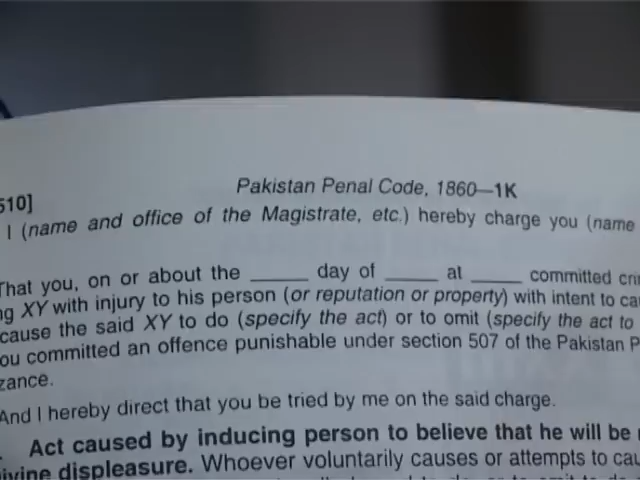 Pakistan Penal Code, 1860—1K
510]
I (name and office of the Magistrate, etc.) hereby charge you (name
That you, on or about the ______ day of _____ at _____ committed
XY with injury to his person (or reputation or property) with intent to
cause the said XY to do (specify the act) or to omit (specify the act to
you committed an offence punishable under section 507 of the Pakistan
And I hereby direct that you be tried by me on the said charge.
Act caused by inducing person to believe that he will be
divine displeasure. Whoever voluntarily causes or attempts to